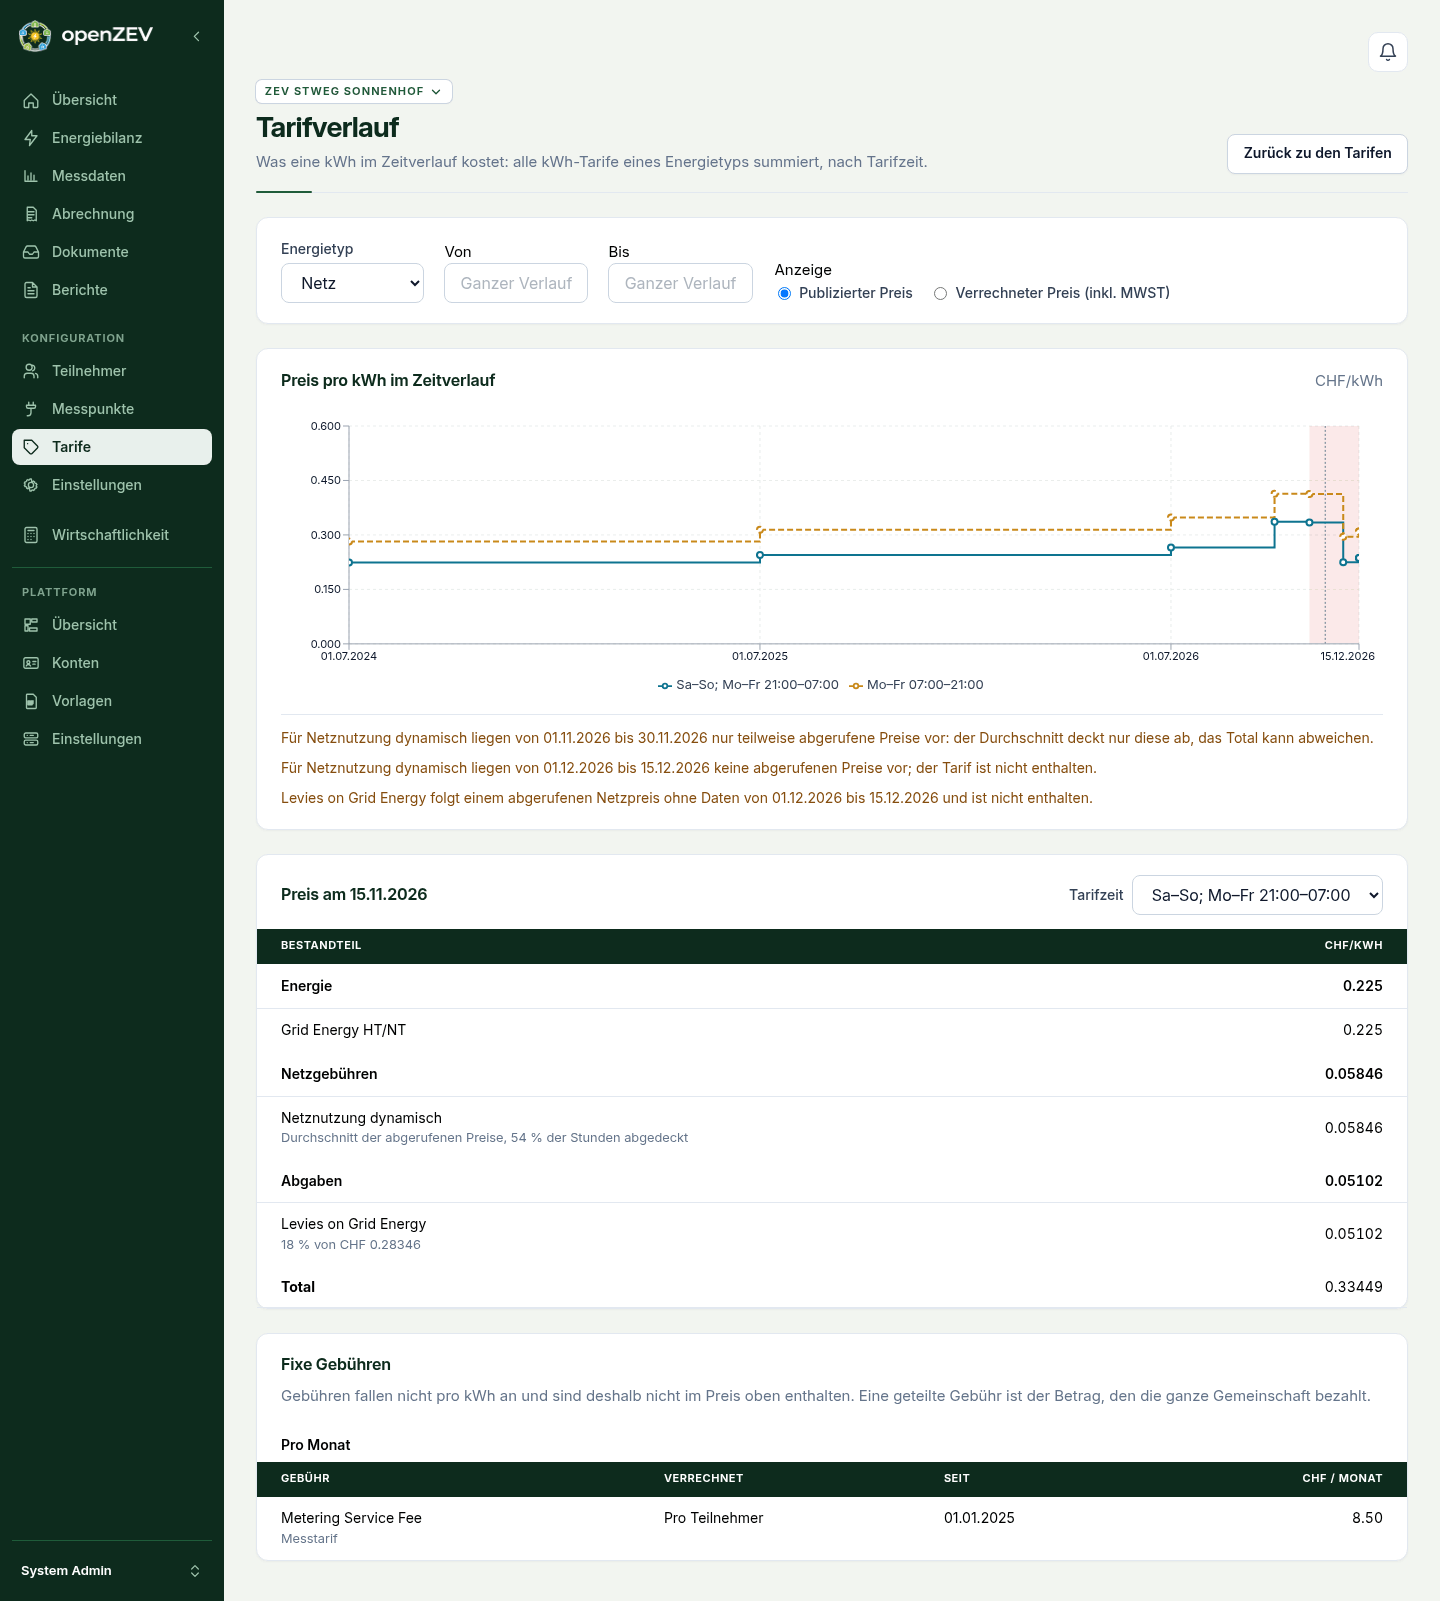 openZEV
Übersicht
Energiebilanz
Messdaten
Abrechnung
Dokumente
Berichte
KONFIGURATION
Teilnehmer
Messpunkte
Tarife
Einstellungen
Wirtschaftlichkeit
PLATTFORM
Übersicht
Konten
Vorlagen
Einstellungen
System Admin
ZEV STWEG SONNENHOF
Tarifverlauf
Was eine kWh im Zeitverlauf kostet: alle kWh-Tarife eines Energietyps summiert, nach Tarifzeit.
Zurück zu den Tarifen
Energietyp
Von
Bis
Anzeige
Netz
Ganzer Verlauf
Ganzer Verlauf
Publizierter Preis
Verrechneter Preis (inkl. MWST)
Preis pro kWh im Zeitverlauf
CHF/kWh
0.600
0.450
0.300
0.150
0.000
01.07.2024
01.07.2025
01.07.2026
15.12.2026
Sa–So; Mo–Fr 21:00–07:00
Mo–Fr 07:00–21:00
Für Netznutzung dynamisch liegen von 01.11.2026 bis 30.11.2026 nur teilweise abgerufene Preise vor: der Durchschnitt deckt nur diese ab, das Total kann abweichen.
Für Netznutzung dynamisch liegen von 01.12.2026 bis 15.12.2026 keine abgerufenen Preise vor; der Tarif ist nicht enthalten.
Levies on Grid Energy folgt einem abgerufenen Netzpreis ohne Daten von 01.12.2026 bis 15.12.2026 und ist nicht enthalten.
Preis am 15.11.2026
Tarifzeit
Sa–So; Mo–Fr 21:00–07:00
BESTANDTEIL
CHF/KWH
Energie
0.225
Grid Energy HT/NT
0.225
Netzgebühren
0.05846
Netznutzung dynamisch
Durchschnitt der abgerufenen Preise, 54 % der Stunden abgedeckt
0.05846
Abgaben
0.05102
Levies on Grid Energy
18 % von CHF 0.28346
0.05102
Total
0.33449
Fixe Gebühren
Gebühren fallen nicht pro kWh an und sind deshalb nicht im Preis oben enthalten. Eine geteilte Gebühr ist der Betrag, den die ganze Gemeinschaft bezahlt.
Pro Monat
GEBÜHR
VERRECHNET
SEIT
CHF / MONAT
Metering Service Fee
Messtarif
Pro Teilnehmer
01.01.2025
8.50